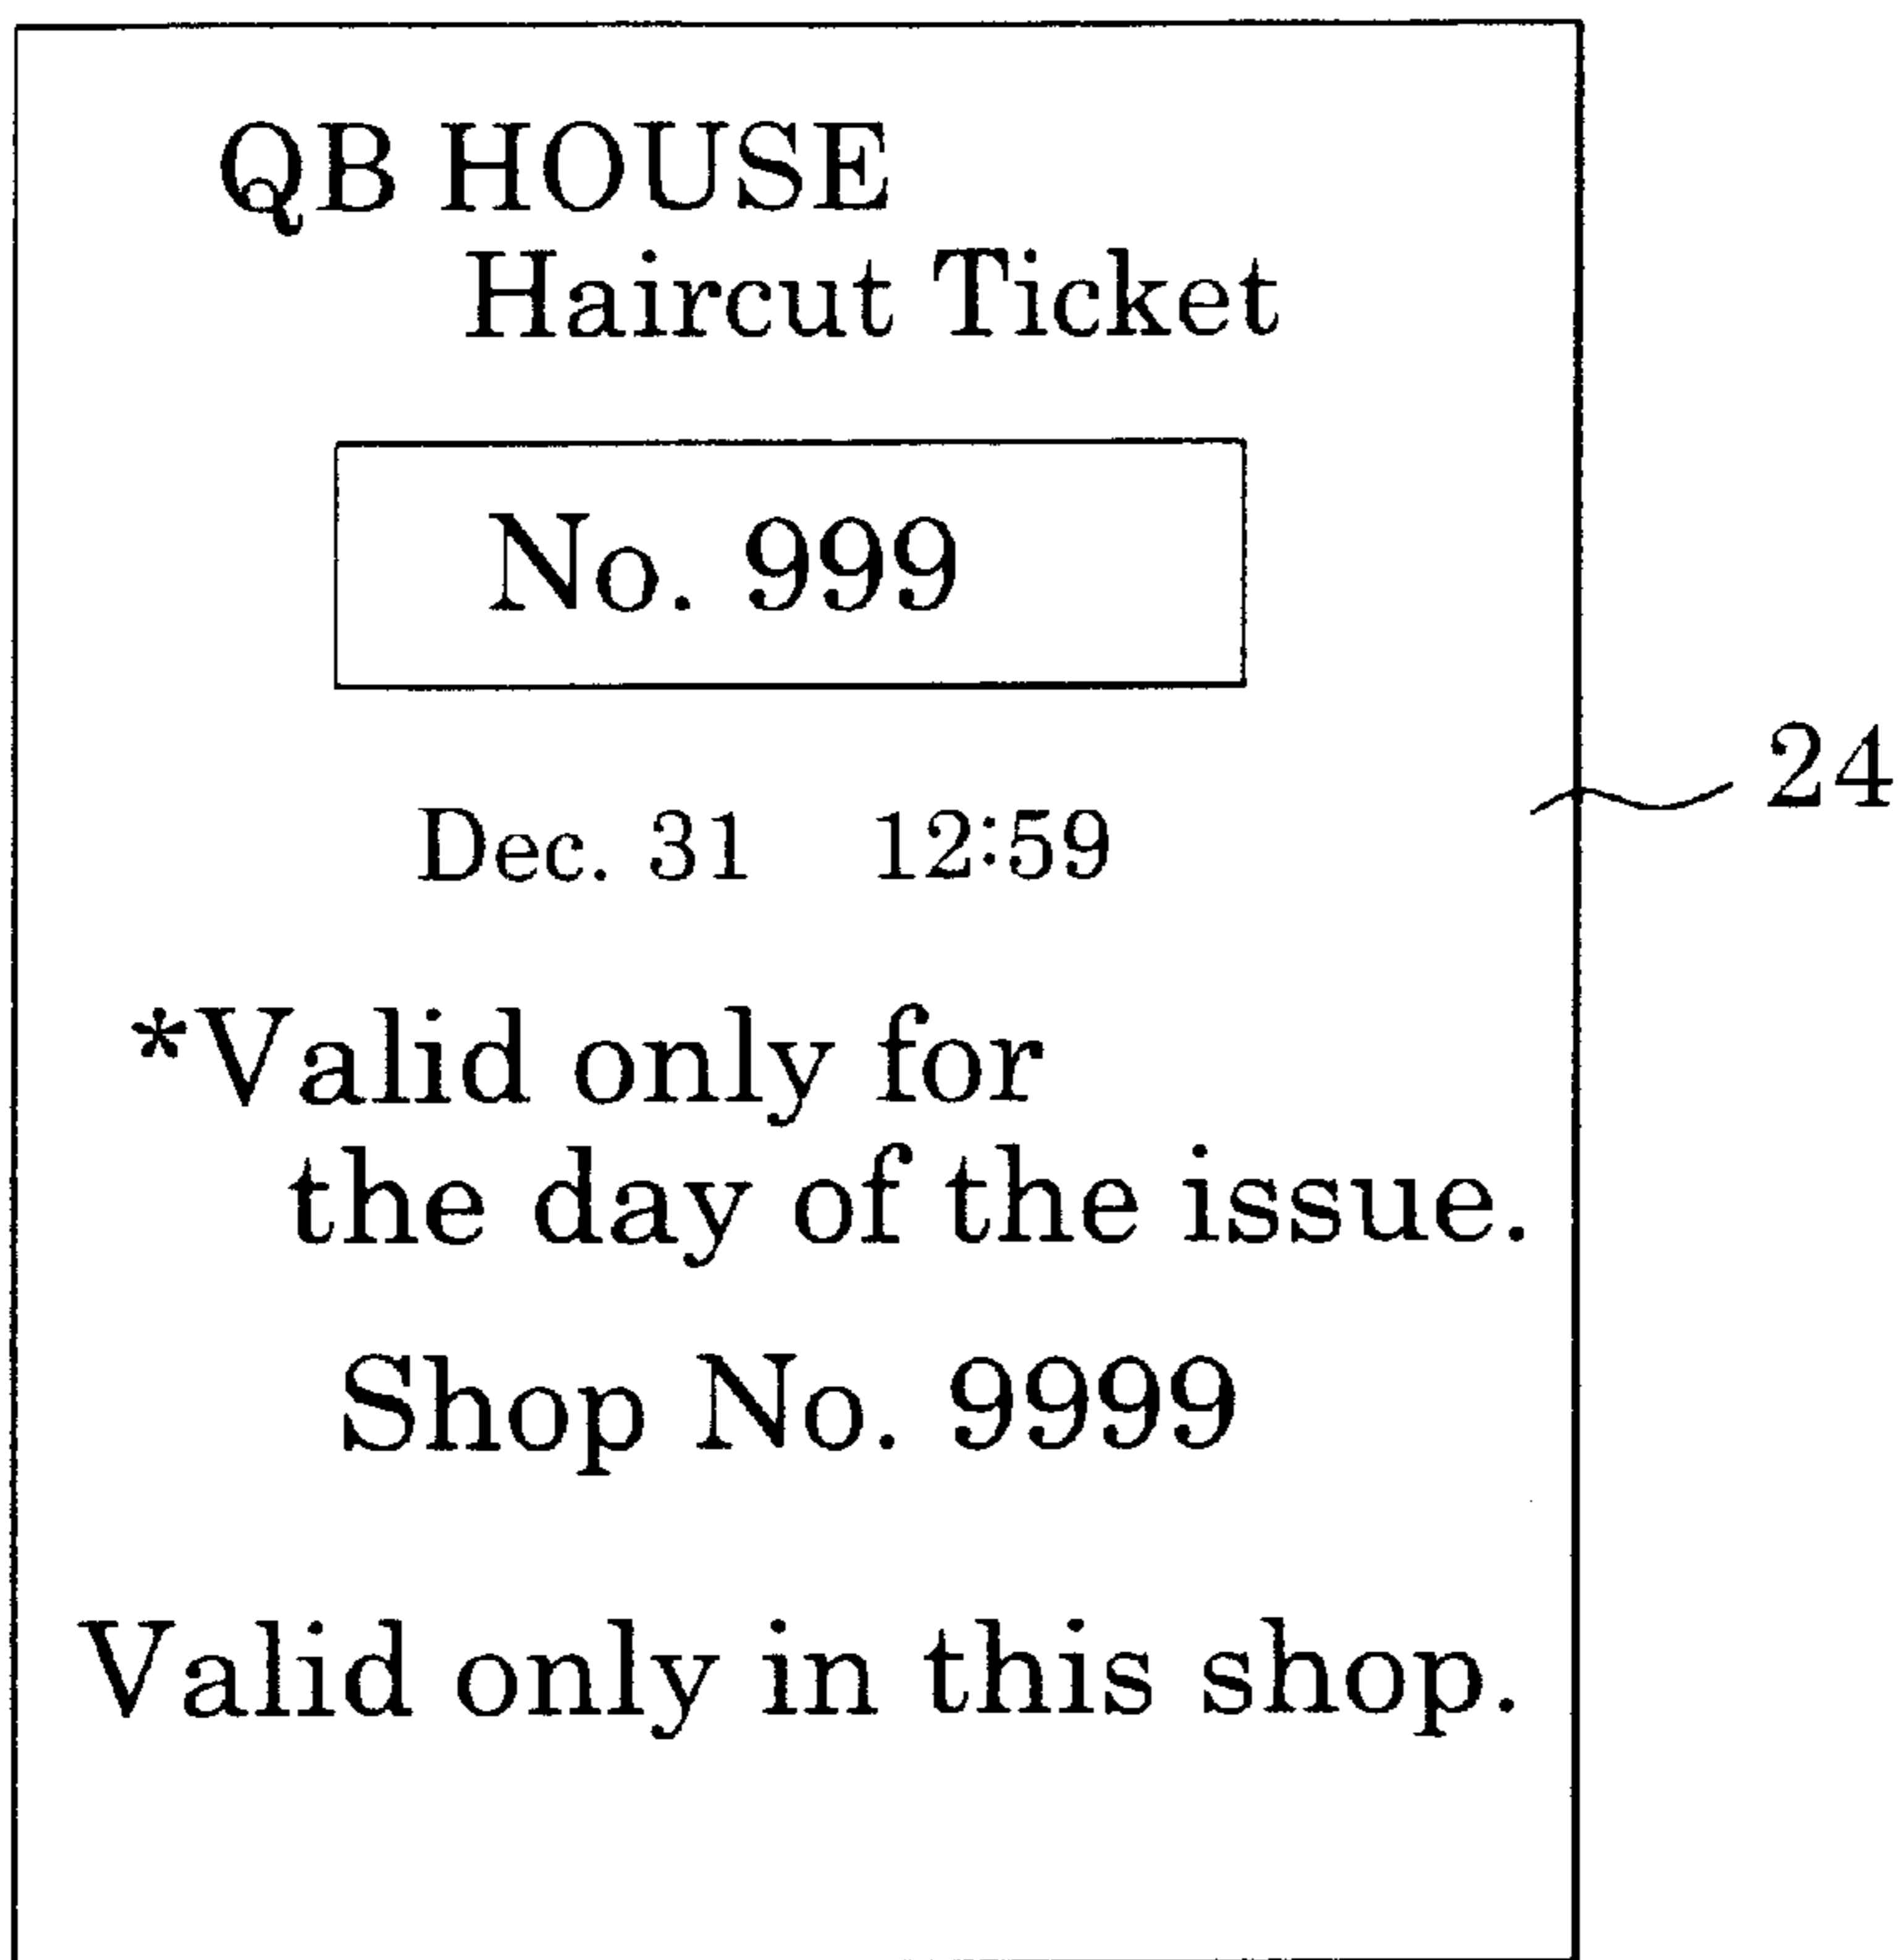 QB HOUSE
Haircut Ticket
No. 999
24
Dec. 31 12:59
*Valid only for
the day of the issue.
Shop No. 9999
Valid only in this shop.